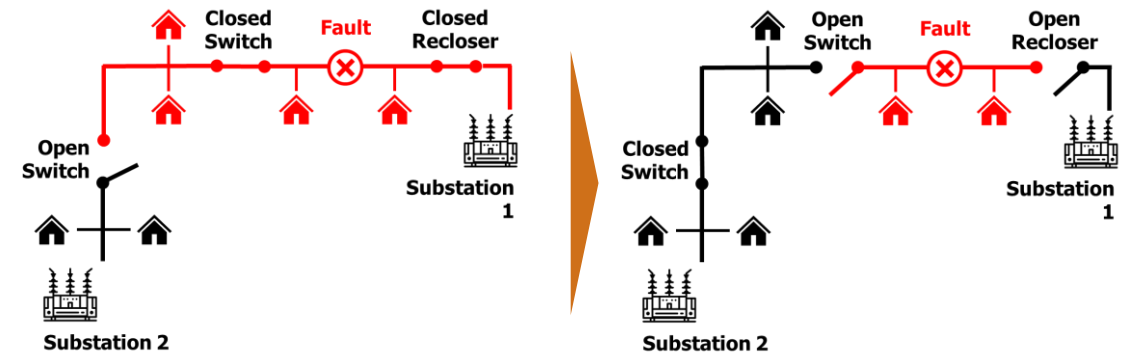 Closed
Switch
Fault
Closed
Recloser
Open
Switch
Substation
1
Substation 2
Open
Switch
Fault
Open
Recloser
Closed
Switch
Substation
1
Substation 2